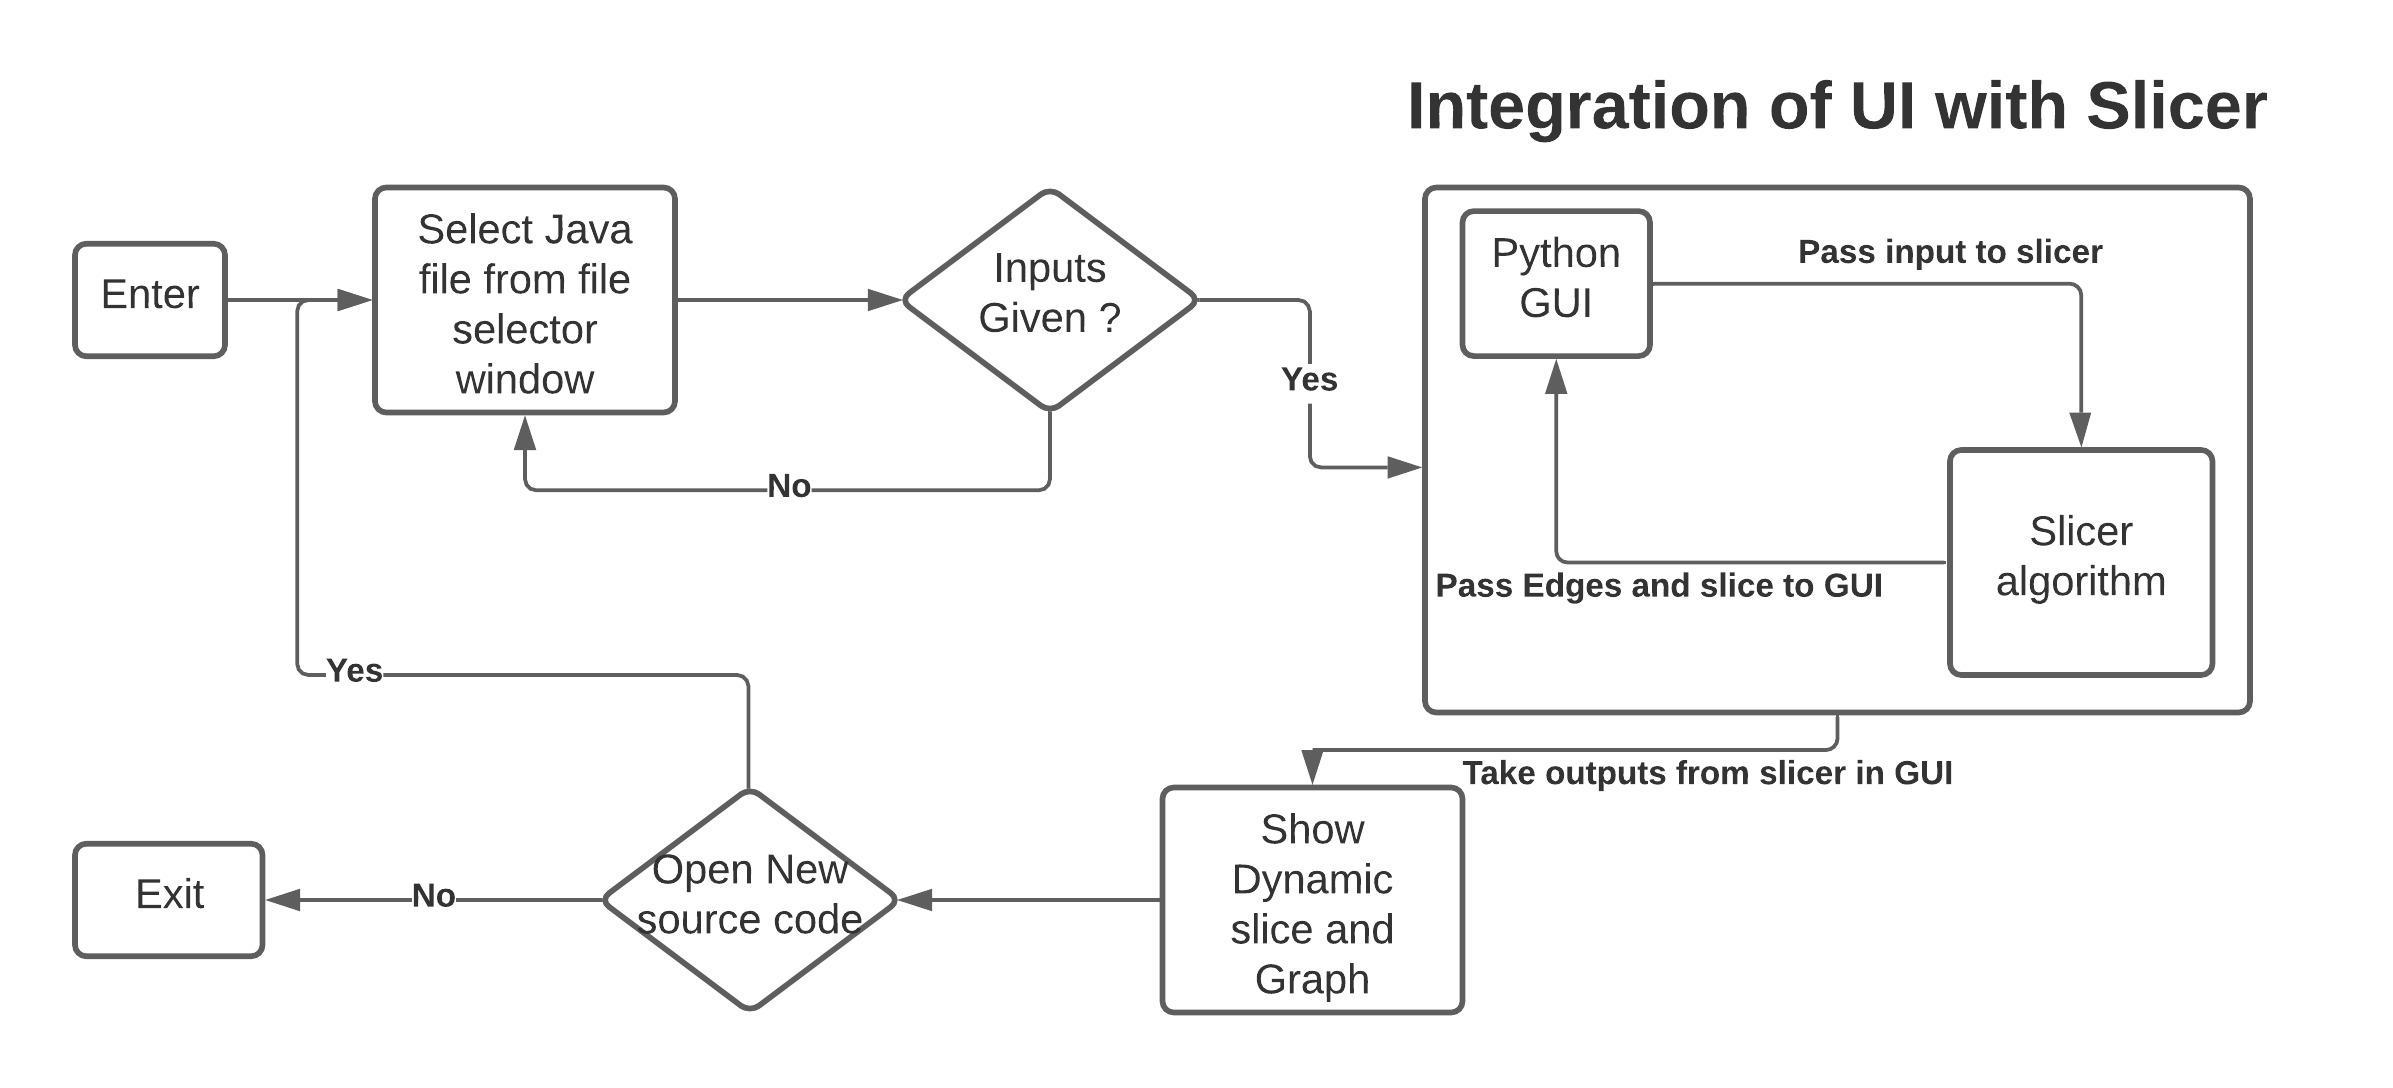 Integration of UI with Slicer
Enter
Select Java
file from file
selector
window
Inputs
Given ?
No
Yes
Python
GUI
Pass input to slicer
Slicer
algorithm
Pass Edges and slice to GUI
Take outputs from slicer in GUI
Show
Dynamic
slice and
Graph
Open New
source code
Yes
No
Exit